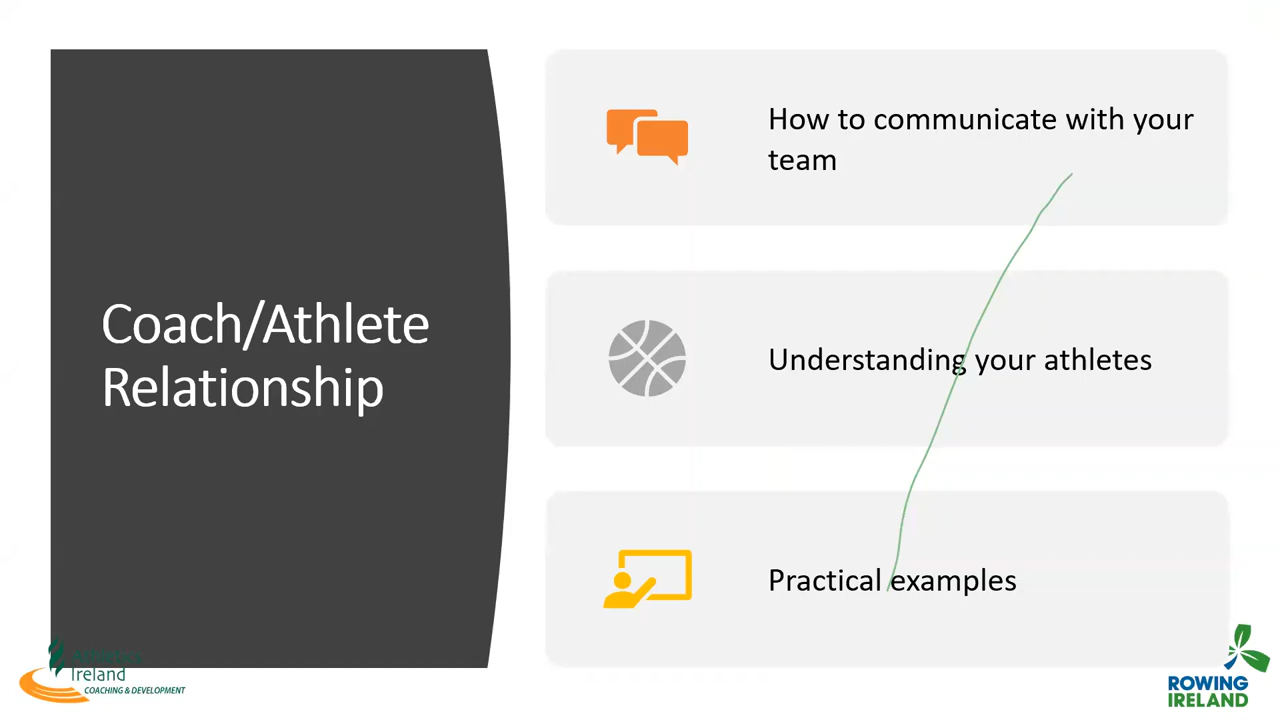 Coach/Athlete
Relationship
How to communicate with your
team
Understanding your athletes
Practical examples
Athletics
Ireland
COACHING & DEVELOPMENT
ROWING
IRELAND